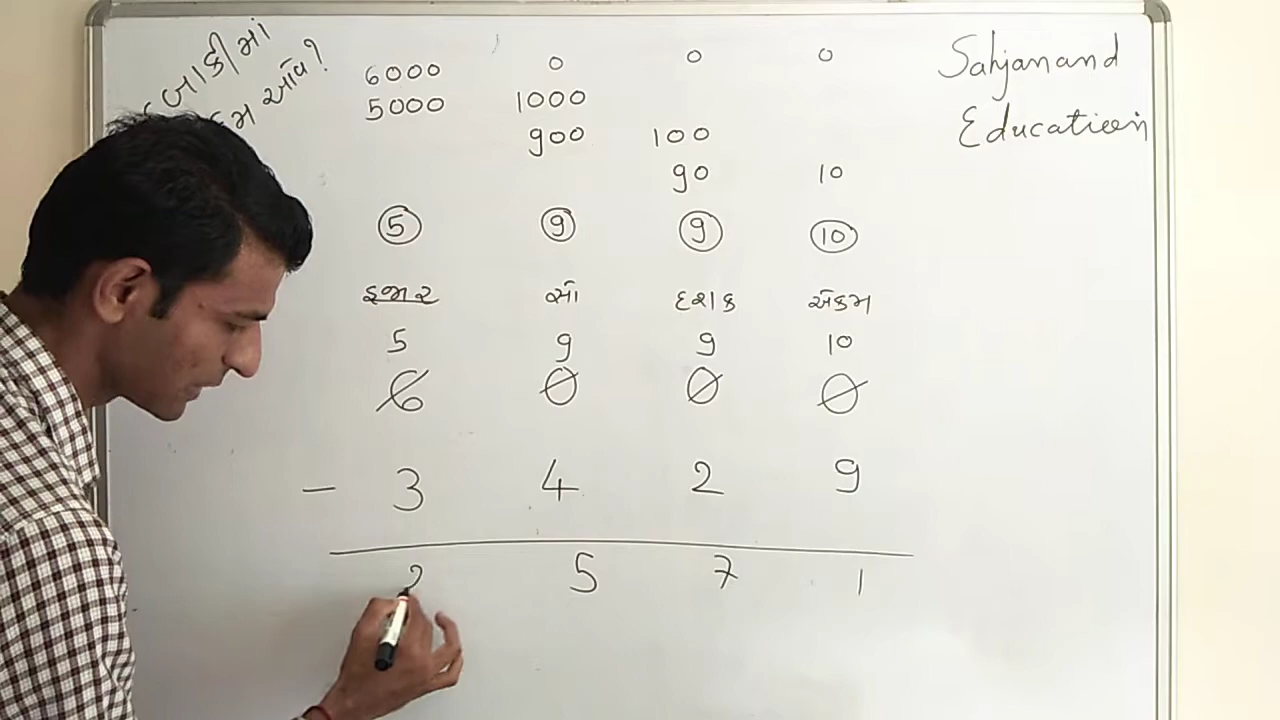 બાકીમાં
આવે?
6000 0 0 0
5000 1000
900 100
90 10
5 9 9 10
Sahjanand
Education
હજાર સો દશક એકમ
5 9 9 10
6 0 0 0
- 3 4 2 9
2 5 7 1